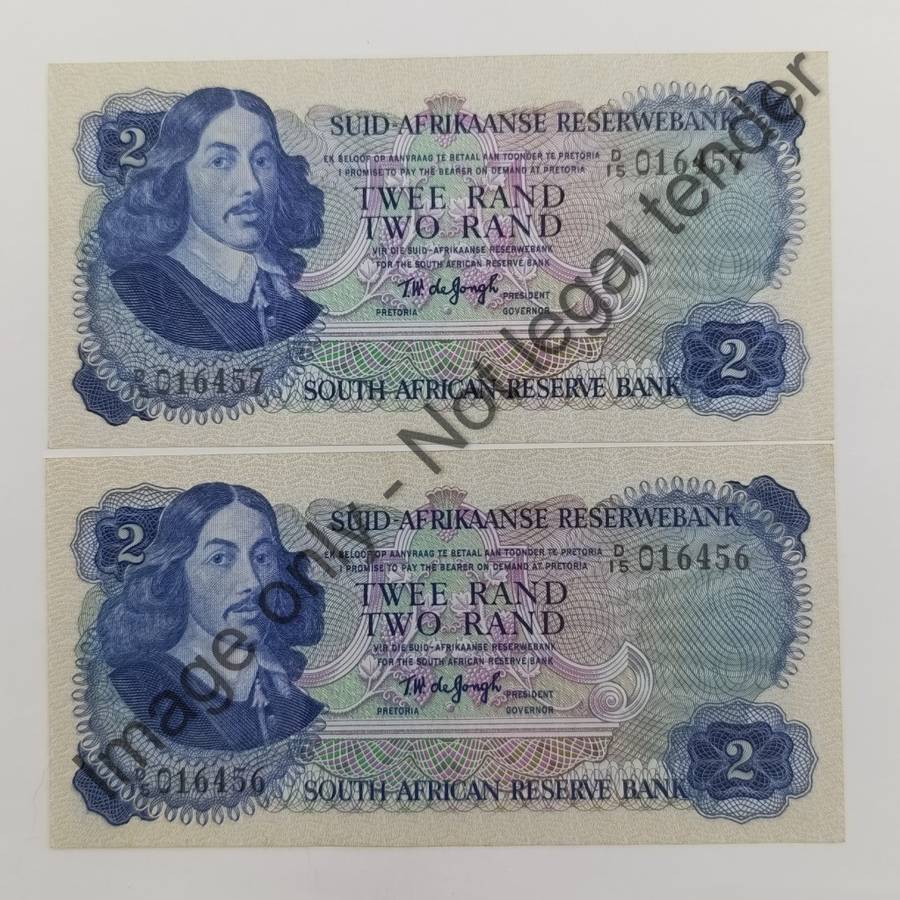 2
SUID-AFRIKAANSE RESERWEBANK
EK BELOOF OP AANVRAAG TE BETAAL AAN TOONDER TE PRETORIA
I PROMISE TO PAY THE BEARER ON DEMAND AT PRETORIA
D/15 016457
TWEE RAND
TWO RAND
VIR DIE SUID-AFRIKAANSE RESERWEBANK
FOR THE SOUTH AFRICAN RESERVE BANK
T.W. de Jongh
PRESIDENT
PRETORIA GOVERNOR
2
D/15 016457
SOUTH AFRICAN RESERVE BANK
2
SUID-AFRIKAANSE RESERWEBANK
EK BELOOF OP AANVRAAG TE BETAAL AAN TOONDER TE PRETORIA
I PROMISE TO PAY THE BEARER ON DEMAND AT PRETORIA
D/15 016456
TWEE RAND
TWO RAND
VIR DIE SUID-AFRIKAANSE RESERWEBANK
FOR THE SOUTH AFRICAN RESERVE BANK
T.W. de Jongh
PRESIDENT
PRETORIA GOVERNOR
2
D/15 016456
SOUTH AFRICAN RESERVE BANK
Image only - Not legal tender